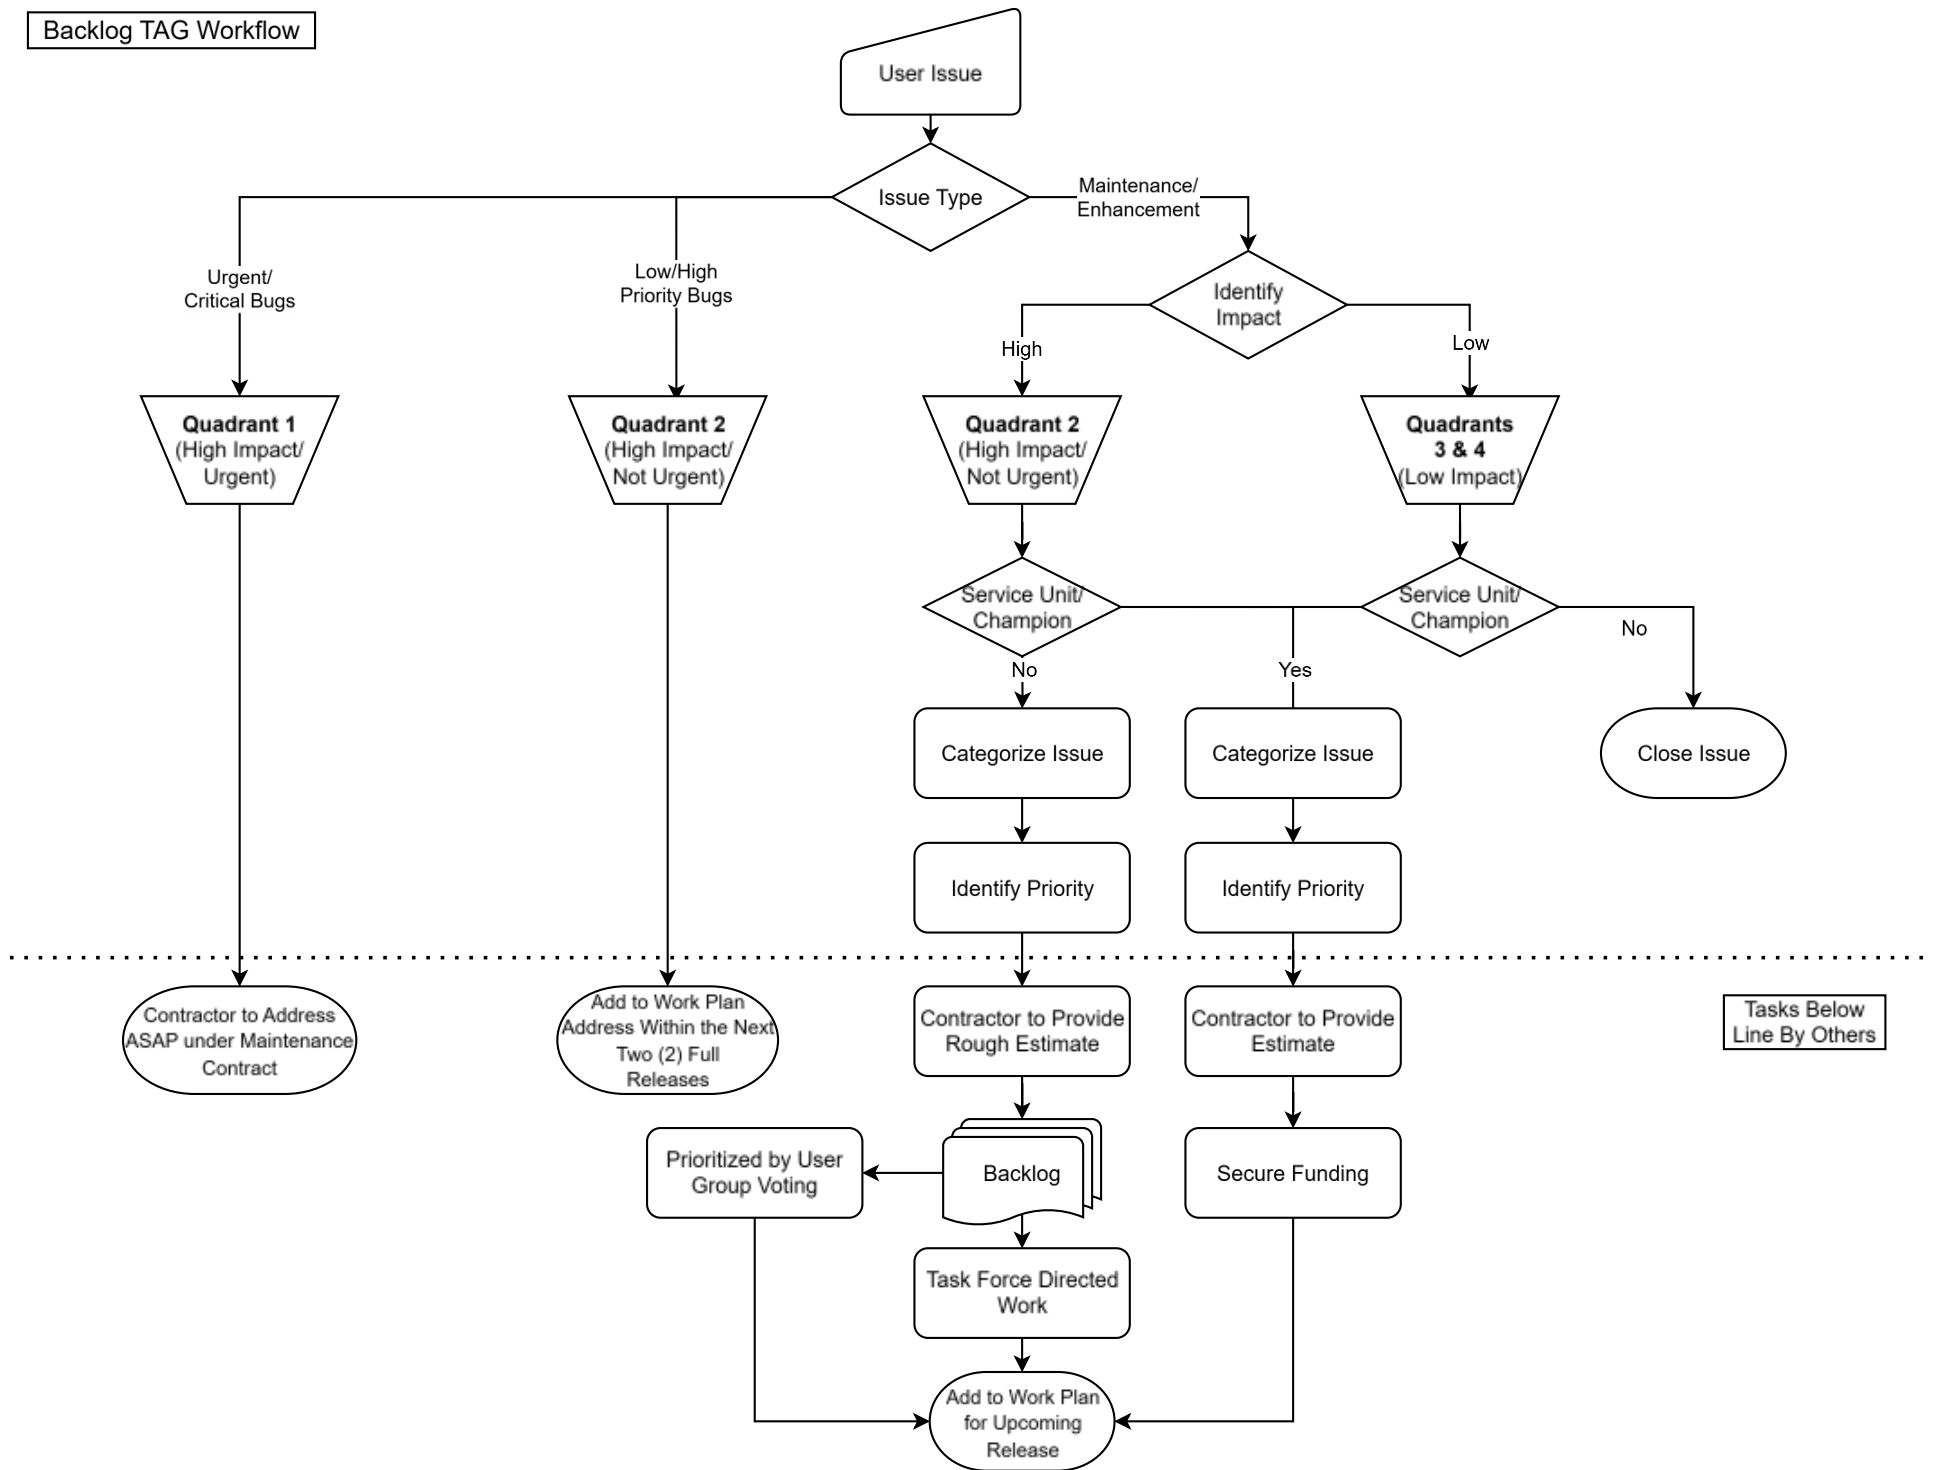 Backlog TAG Workflow
User Issue
Issue Type
Maintenance/
Enhancement
Urgent/
Critical Bugs
Low/High
Priority Bugs
Identify
Impact
High
Low
Quadrant 1
(High Impact/
Urgent)
Quadrant 2
(High Impact/
Not Urgent)
Quadrant 2
(High Impact/
Not Urgent)
Quadrants
3 & 4
(Low Impact)
Service Unit/
Champion
Service Unit/
Champion
No
Yes
No
Categorize Issue
Categorize Issue
Close Issue
Identify Priority
Identify Priority
Contractor to Address
ASAP under Maintenance
Contract
Add to Work Plan
Address Within the Next
Two (2) Full
Releases
Contractor to Provide
Rough Estimate
Contractor to Provide
Estimate
Tasks Below
Line By Others
Prioritized by User
Group Voting
Backlog
Secure Funding
Task Force Directed
Work
Add to Work Plan
for Upcoming
Release